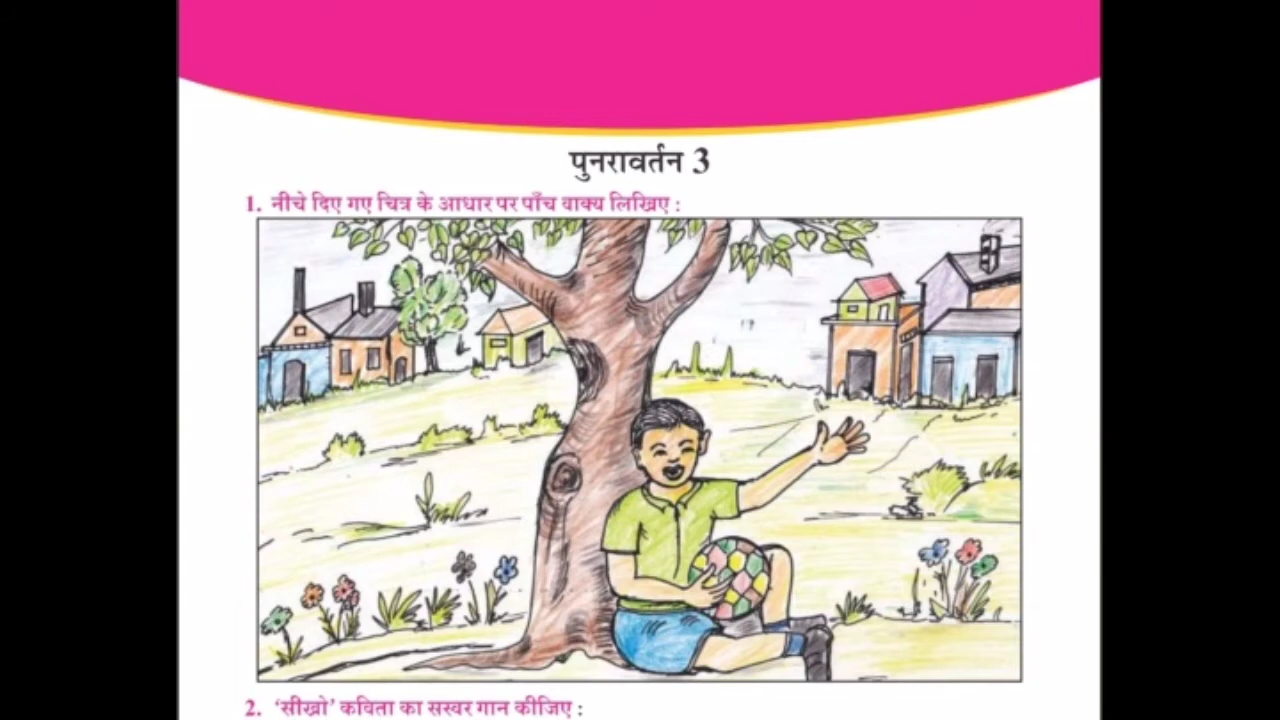 पुनरावर्तन 3
1. नीचे दिए गए चित्र के आधार पर पाँच वाक्य लिखिए :
2. ‘सीखो’ कविता का सस्वर गान कीजिए :